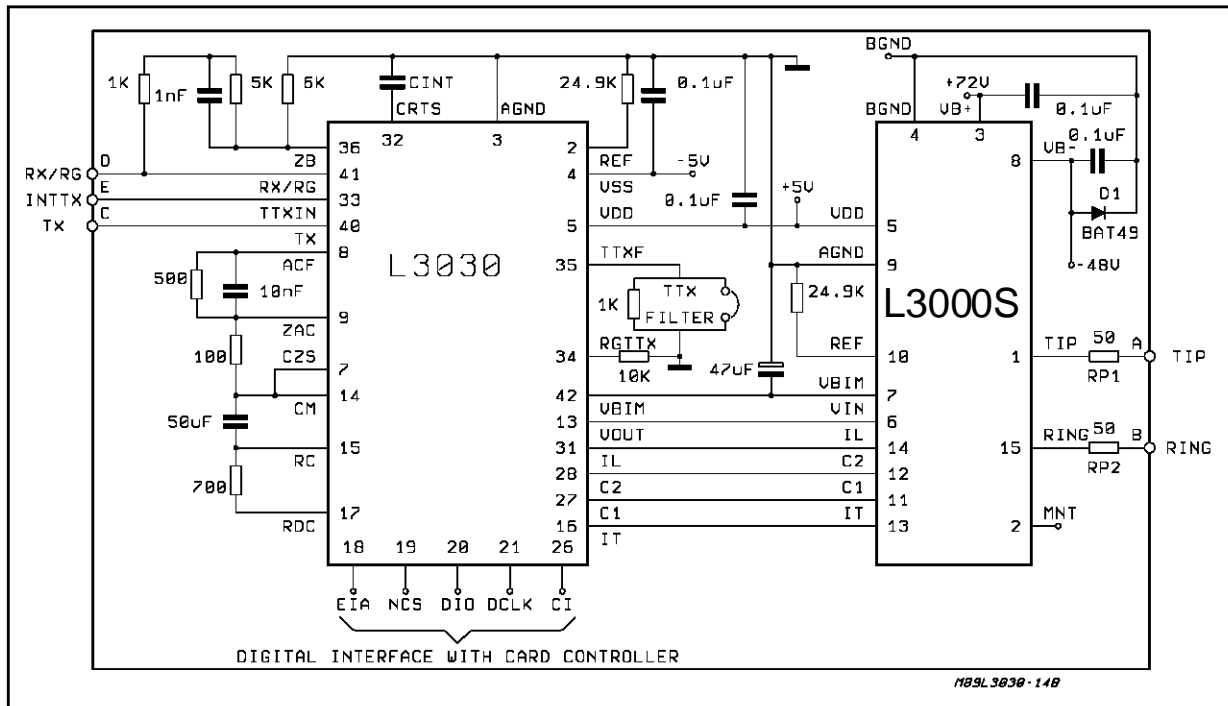 BGND
1K
1nF
5K
6K
CINT
24.9K
0.1uF
+72V
VB+
BGND
0.1uF
CRTS
AGND
32
3
4
3
0.1uF
D
36
2
8
VB-
RX/RG
ZB
REF
41
4
-5V
E
RX/RG
VSS
+5V
D1
INTTX
33
0.1uF
C
TTXIN
VDD
VDD
BAT49
TX
40
5
5
TX
8
TTXF
AGND
ACF
L3030
35
9
-48V
500
10nF
1K
TTX
FILTER
24.9K
L3000S
9
ZAC
100
C2S
RGTTX
REF
TIP
50
A
7
34
10K
47uF
10
1
RP1
TIP
14
42
VBIM
7
CM
VBIM
VIN
50uF
13
6
VOUT
IL
RING
50
B
15
31
14
15
RING
RC
IL
C2
RP2
28
12
700
C2
C1
27
11
MNT
17
C1
IT
RDC
16
13
2
IT
18
19
20
21
26
EIA
NCS
DIO
DCLK
CI
DIGITAL INTERFACE WITH CARD CONTROLLER
M89L3030-14B